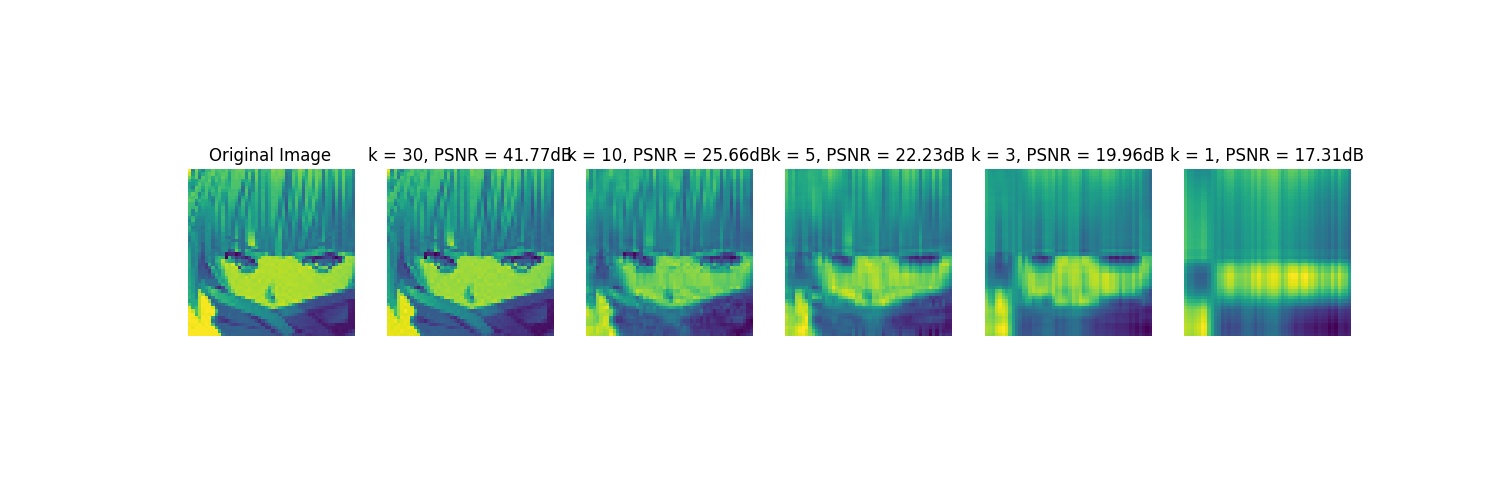 Original Image
k = 30, PSNR = 41.77dB
k = 10, PSNR = 25.66dB
k = 5, PSNR = 22.23dB
k = 3, PSNR = 19.96dB
k = 1, PSNR = 17.31dB